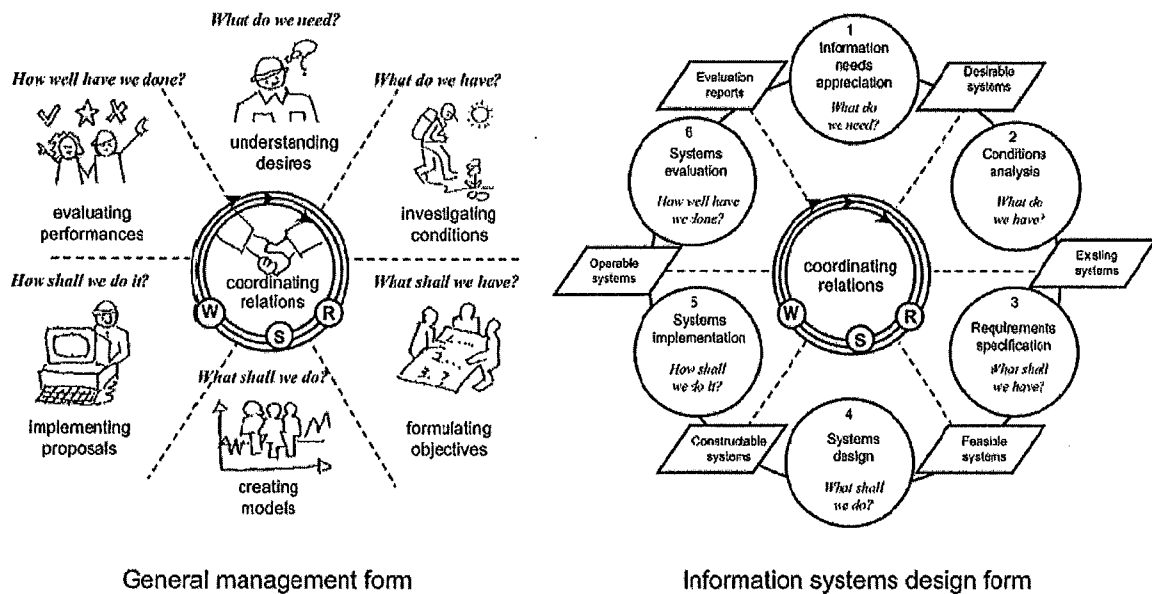 What do we need?
understanding
desires
How well have we done?
evaluating
performances
What do we have?
investigating
conditions
How shall we do it?
implementing
proposals
coordinating
relations
W
S
R
What shall we have?
formulating
objectives
What shall we do?
creating
models
General management form
1
Information
needs
appreciation
What do
we need?
Evaluation
reports
Desirable
systems
6
Systems
evaluation
How well have
we done?
2
Conditions
analysis
What do
we have?
Operable
systems
coordinating
relations
W
S
R
Existing
systems
5
Systems
implementation
How shall
we do it?
3
Requirements
specification
What shall
we have?
Constructable
systems
4
Systems
design
What shall
we do?
Feasible
systems
Information systems design form